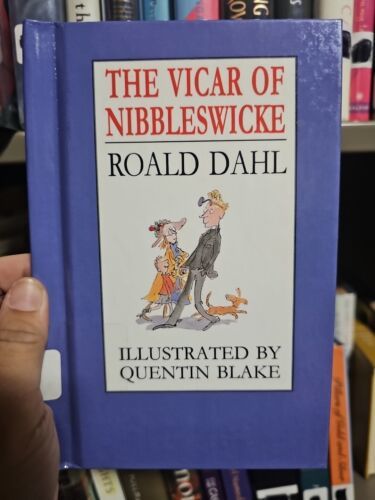 THE VICAR OF
NIBBLESWICKE
ROALD DAHL
ILLUSTRATED BY
QUENTIN BLAKE